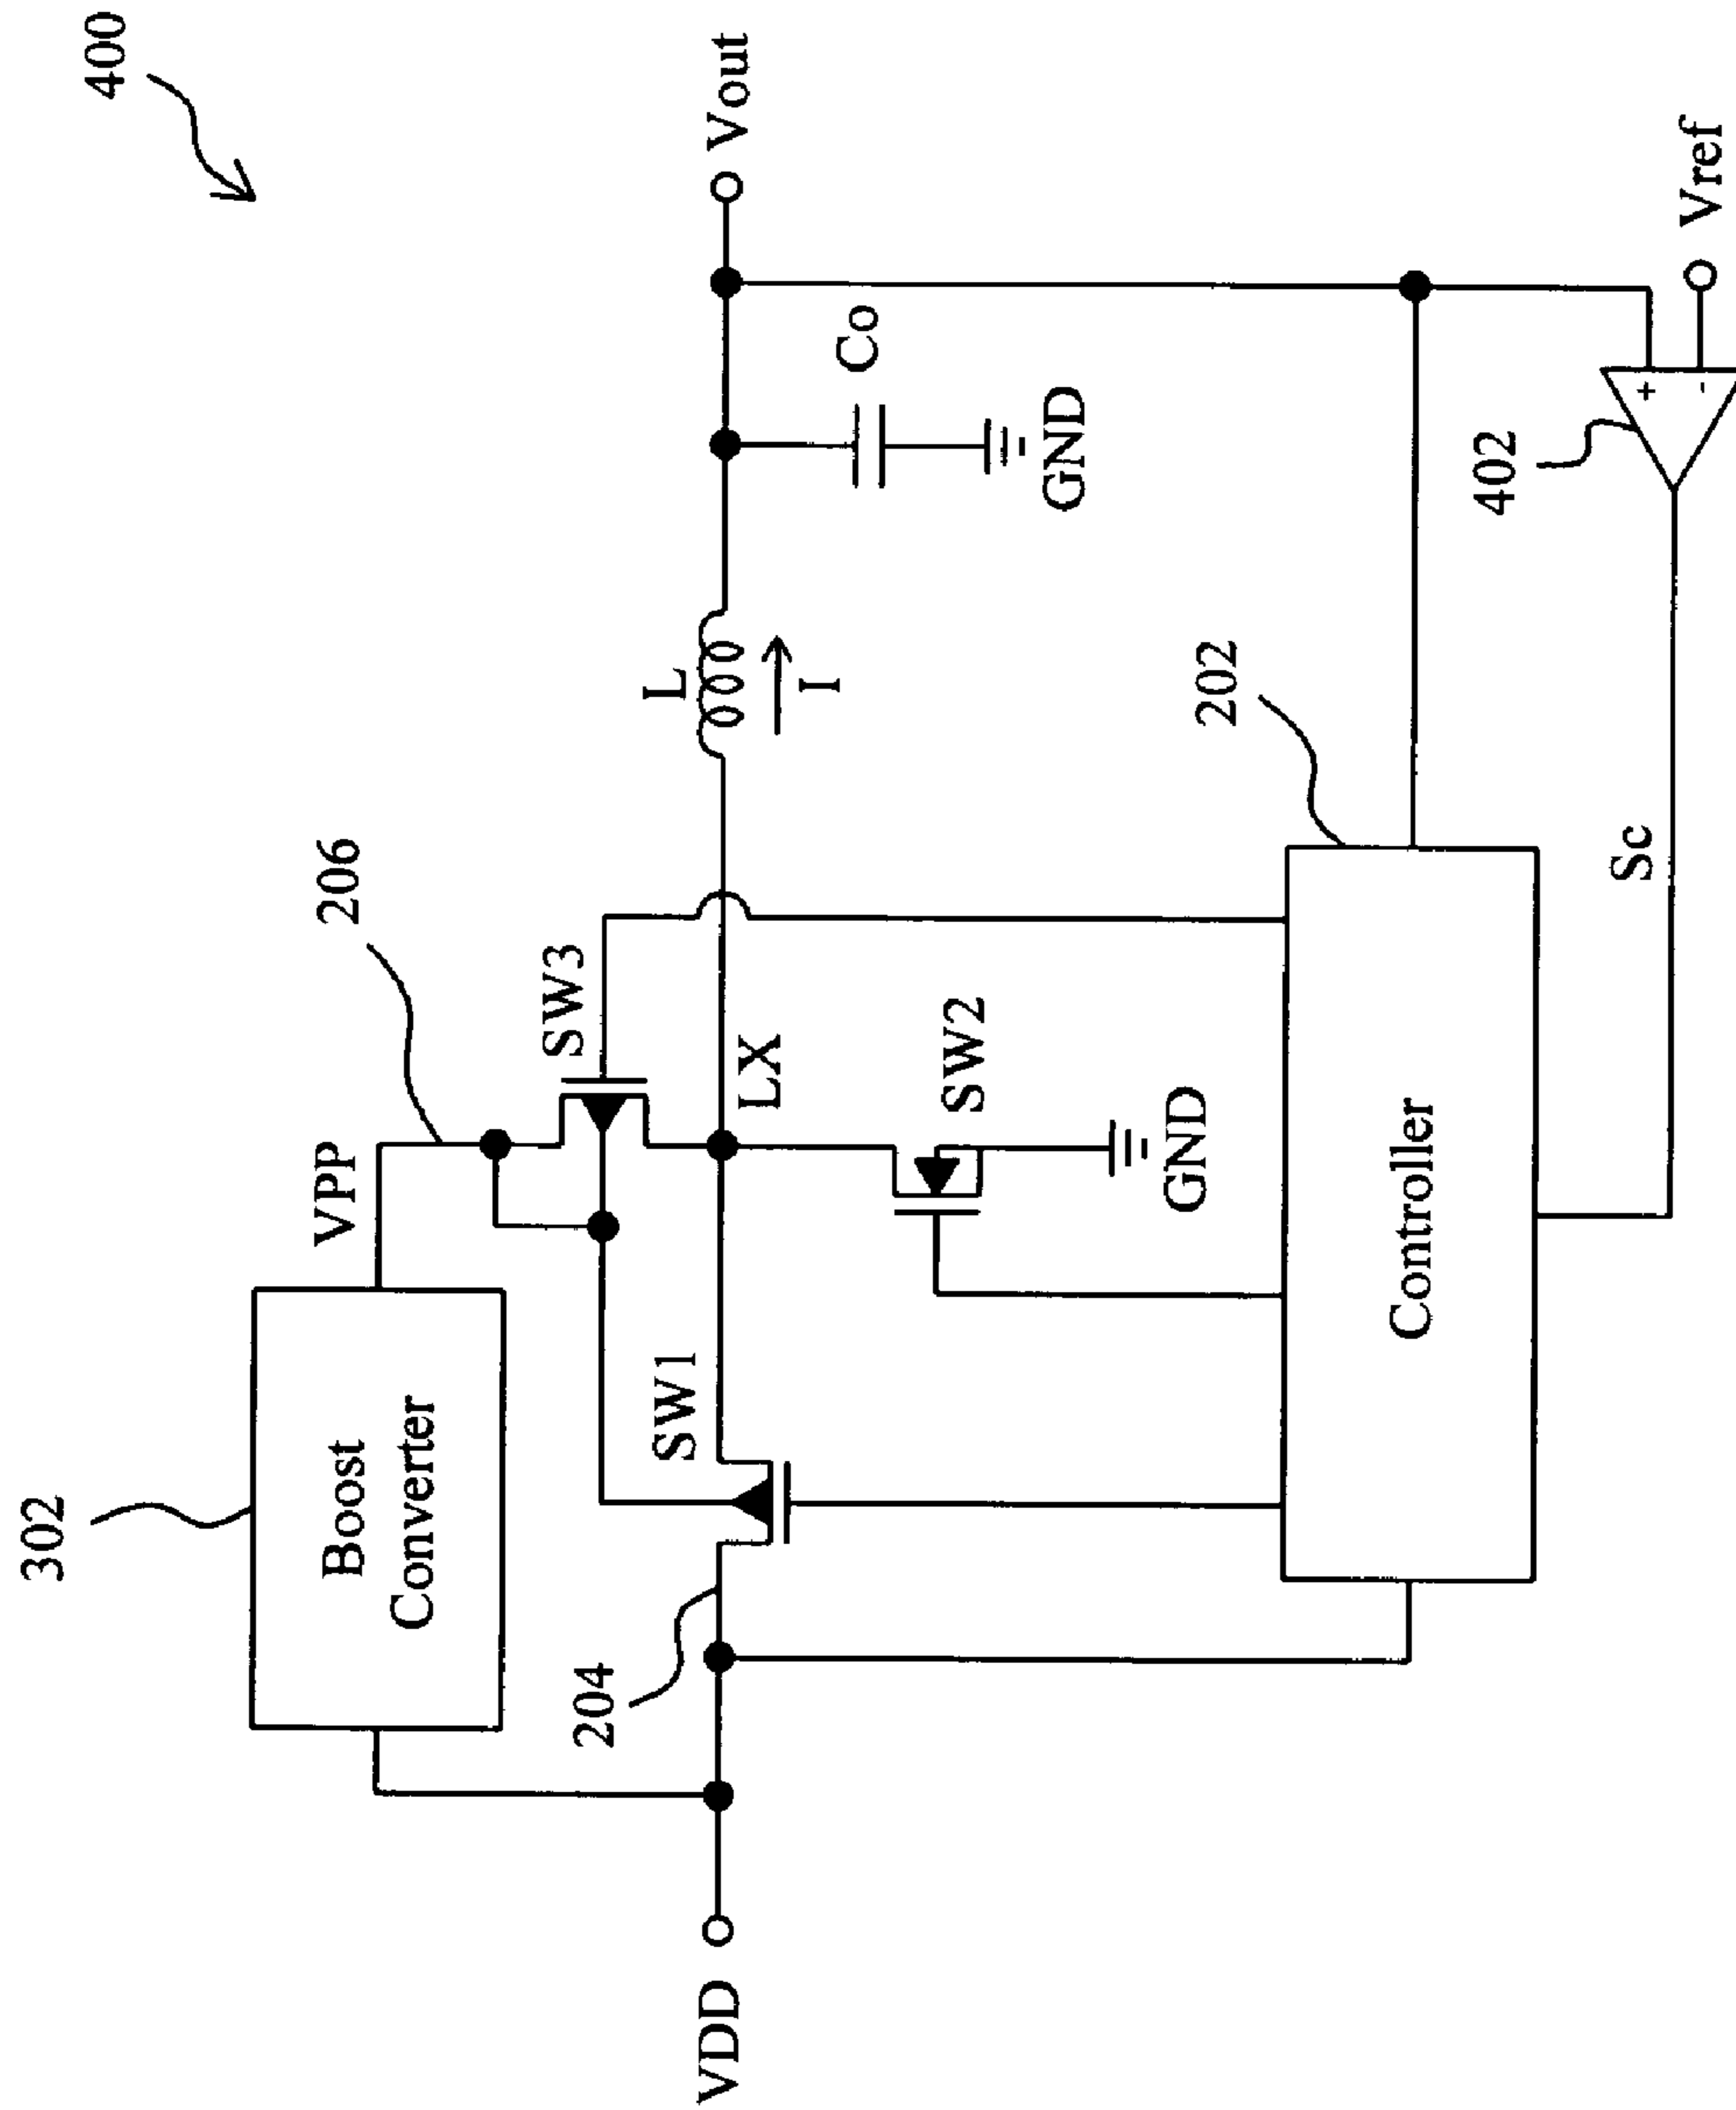 400
302
Boost
Converter
VPP
206
SW3
204
SW1
LX
L
I
VDD
Vout
SW2
GND
Co
GND
202
Controller
402
Sc
+
-
Vref